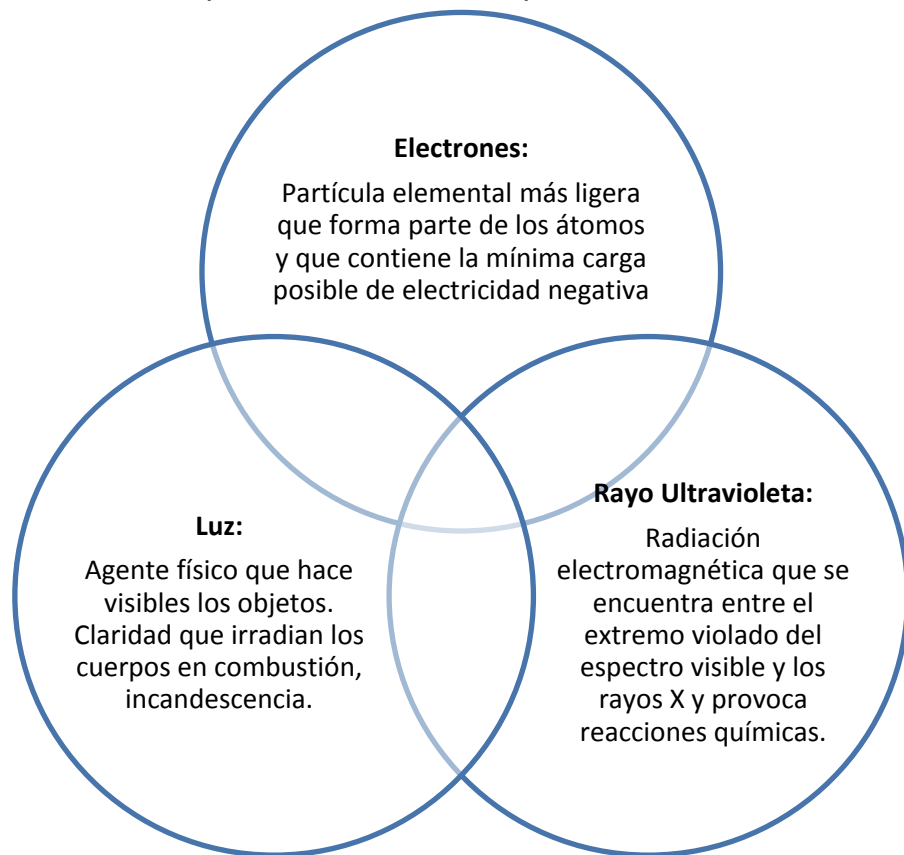 Electrones:
Partícula elemental más ligera
que forma parte de los átomos
y que contiene la mínima carga
posible de electricidad negativa
Luz:
Agente físico que hace
visibles los objetos.
Claridad que irradian los
cuerpos en combustión,
incandescencia.
Rayo Ultravioleta:
Radiación
electromagnética que se
encuentra entre el
extremo violado del
espectro visible y los
rayos X y provoca
reacciones químicas.